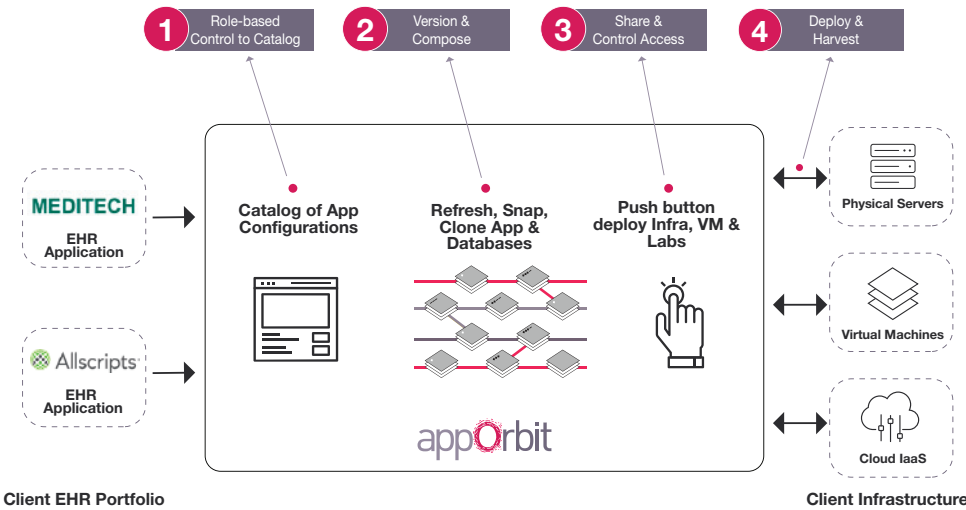 1
Role-based
Control to Catalog
2
Version &
Compose
3
Share &
Control Access
4
Deploy &
Harvest
MEDITECH
EHR
Application
Allscripts
EHR
Application
Client EHR Portfolio
Catalog of App
Configurations
Refresh, Snap,
Clone App &
Databases
Push button
deploy Infra, VM &
Labs
appOrbit
Physical Servers
Virtual Machines
Cloud IaaS
Client Infrastructure